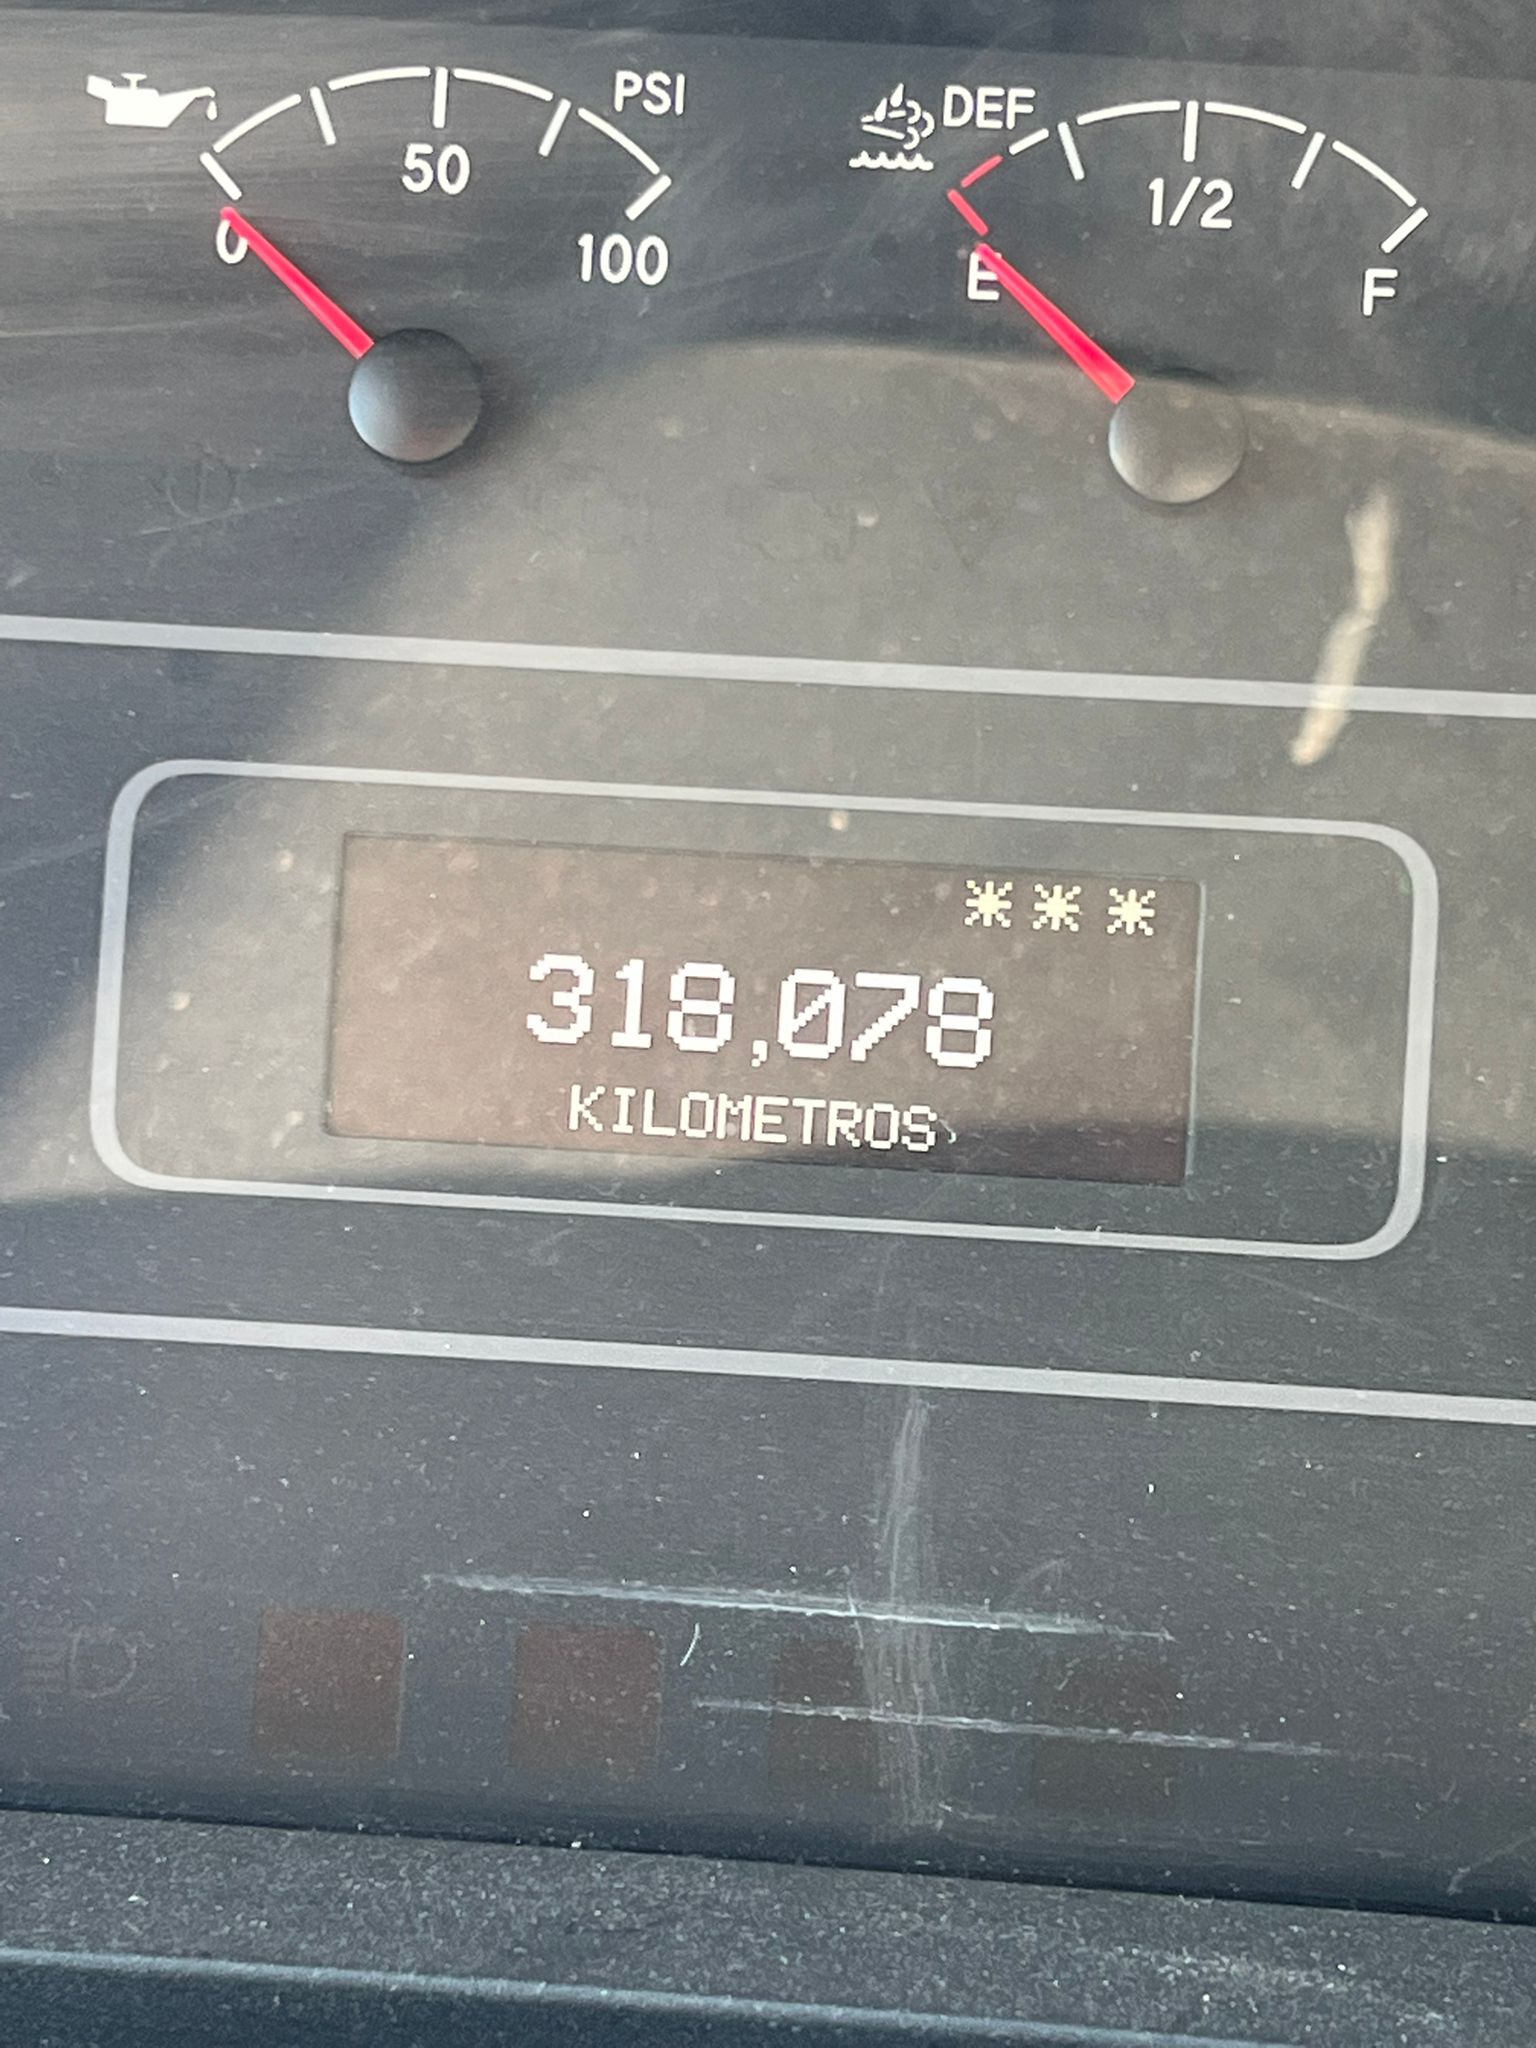 PSI
0
50
100
DEF
E
1/2
F
***
318,078
KILOMETROS